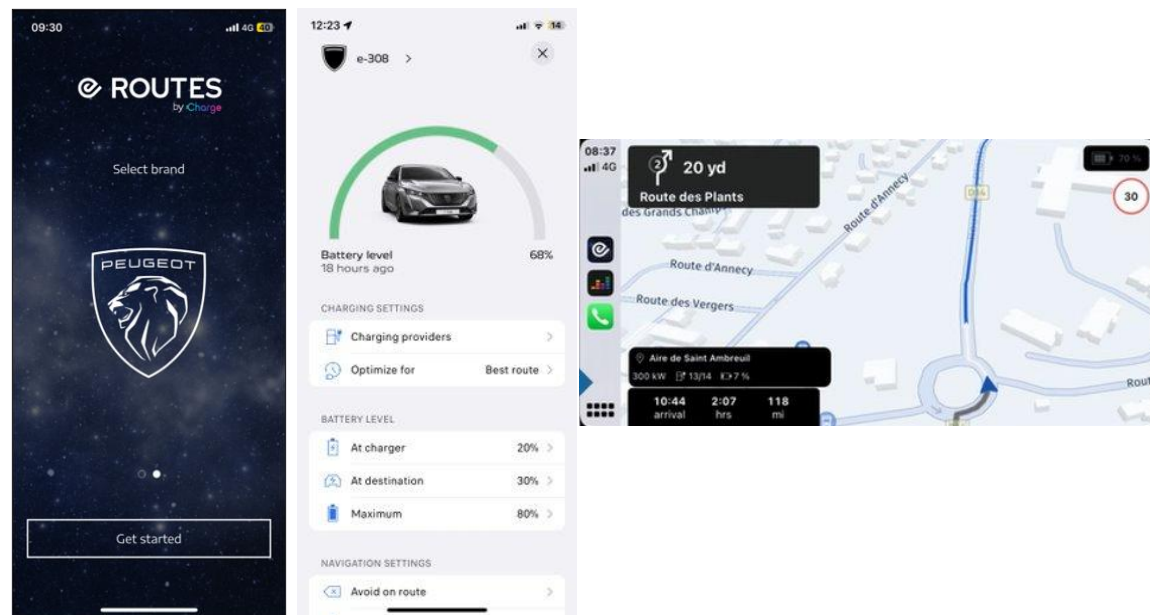 09:30
4G 40
ROUTES
by Charge
Select brand
PEUGEOT
Get started
12:23
14
e-308 >
Battery level 68%
18 hours ago
CHARGING SETTINGS
Charging providers
Optimize for Best route
BATTERY LEVEL
At charger 20%
At destination 30%
Maximum 80%
NAVIGATION SETTINGS
Avoid on route
08:37
4G
2
20 yd
Route des Plants
des Grands Champs
Route d'Annecy
Route d'Annecy
Route des Vergers
70 %
30
Aire de Saint Ambreuil
300 kW 13/14 7 %
10:44 2:07 118
arrival hrs mi
Rou